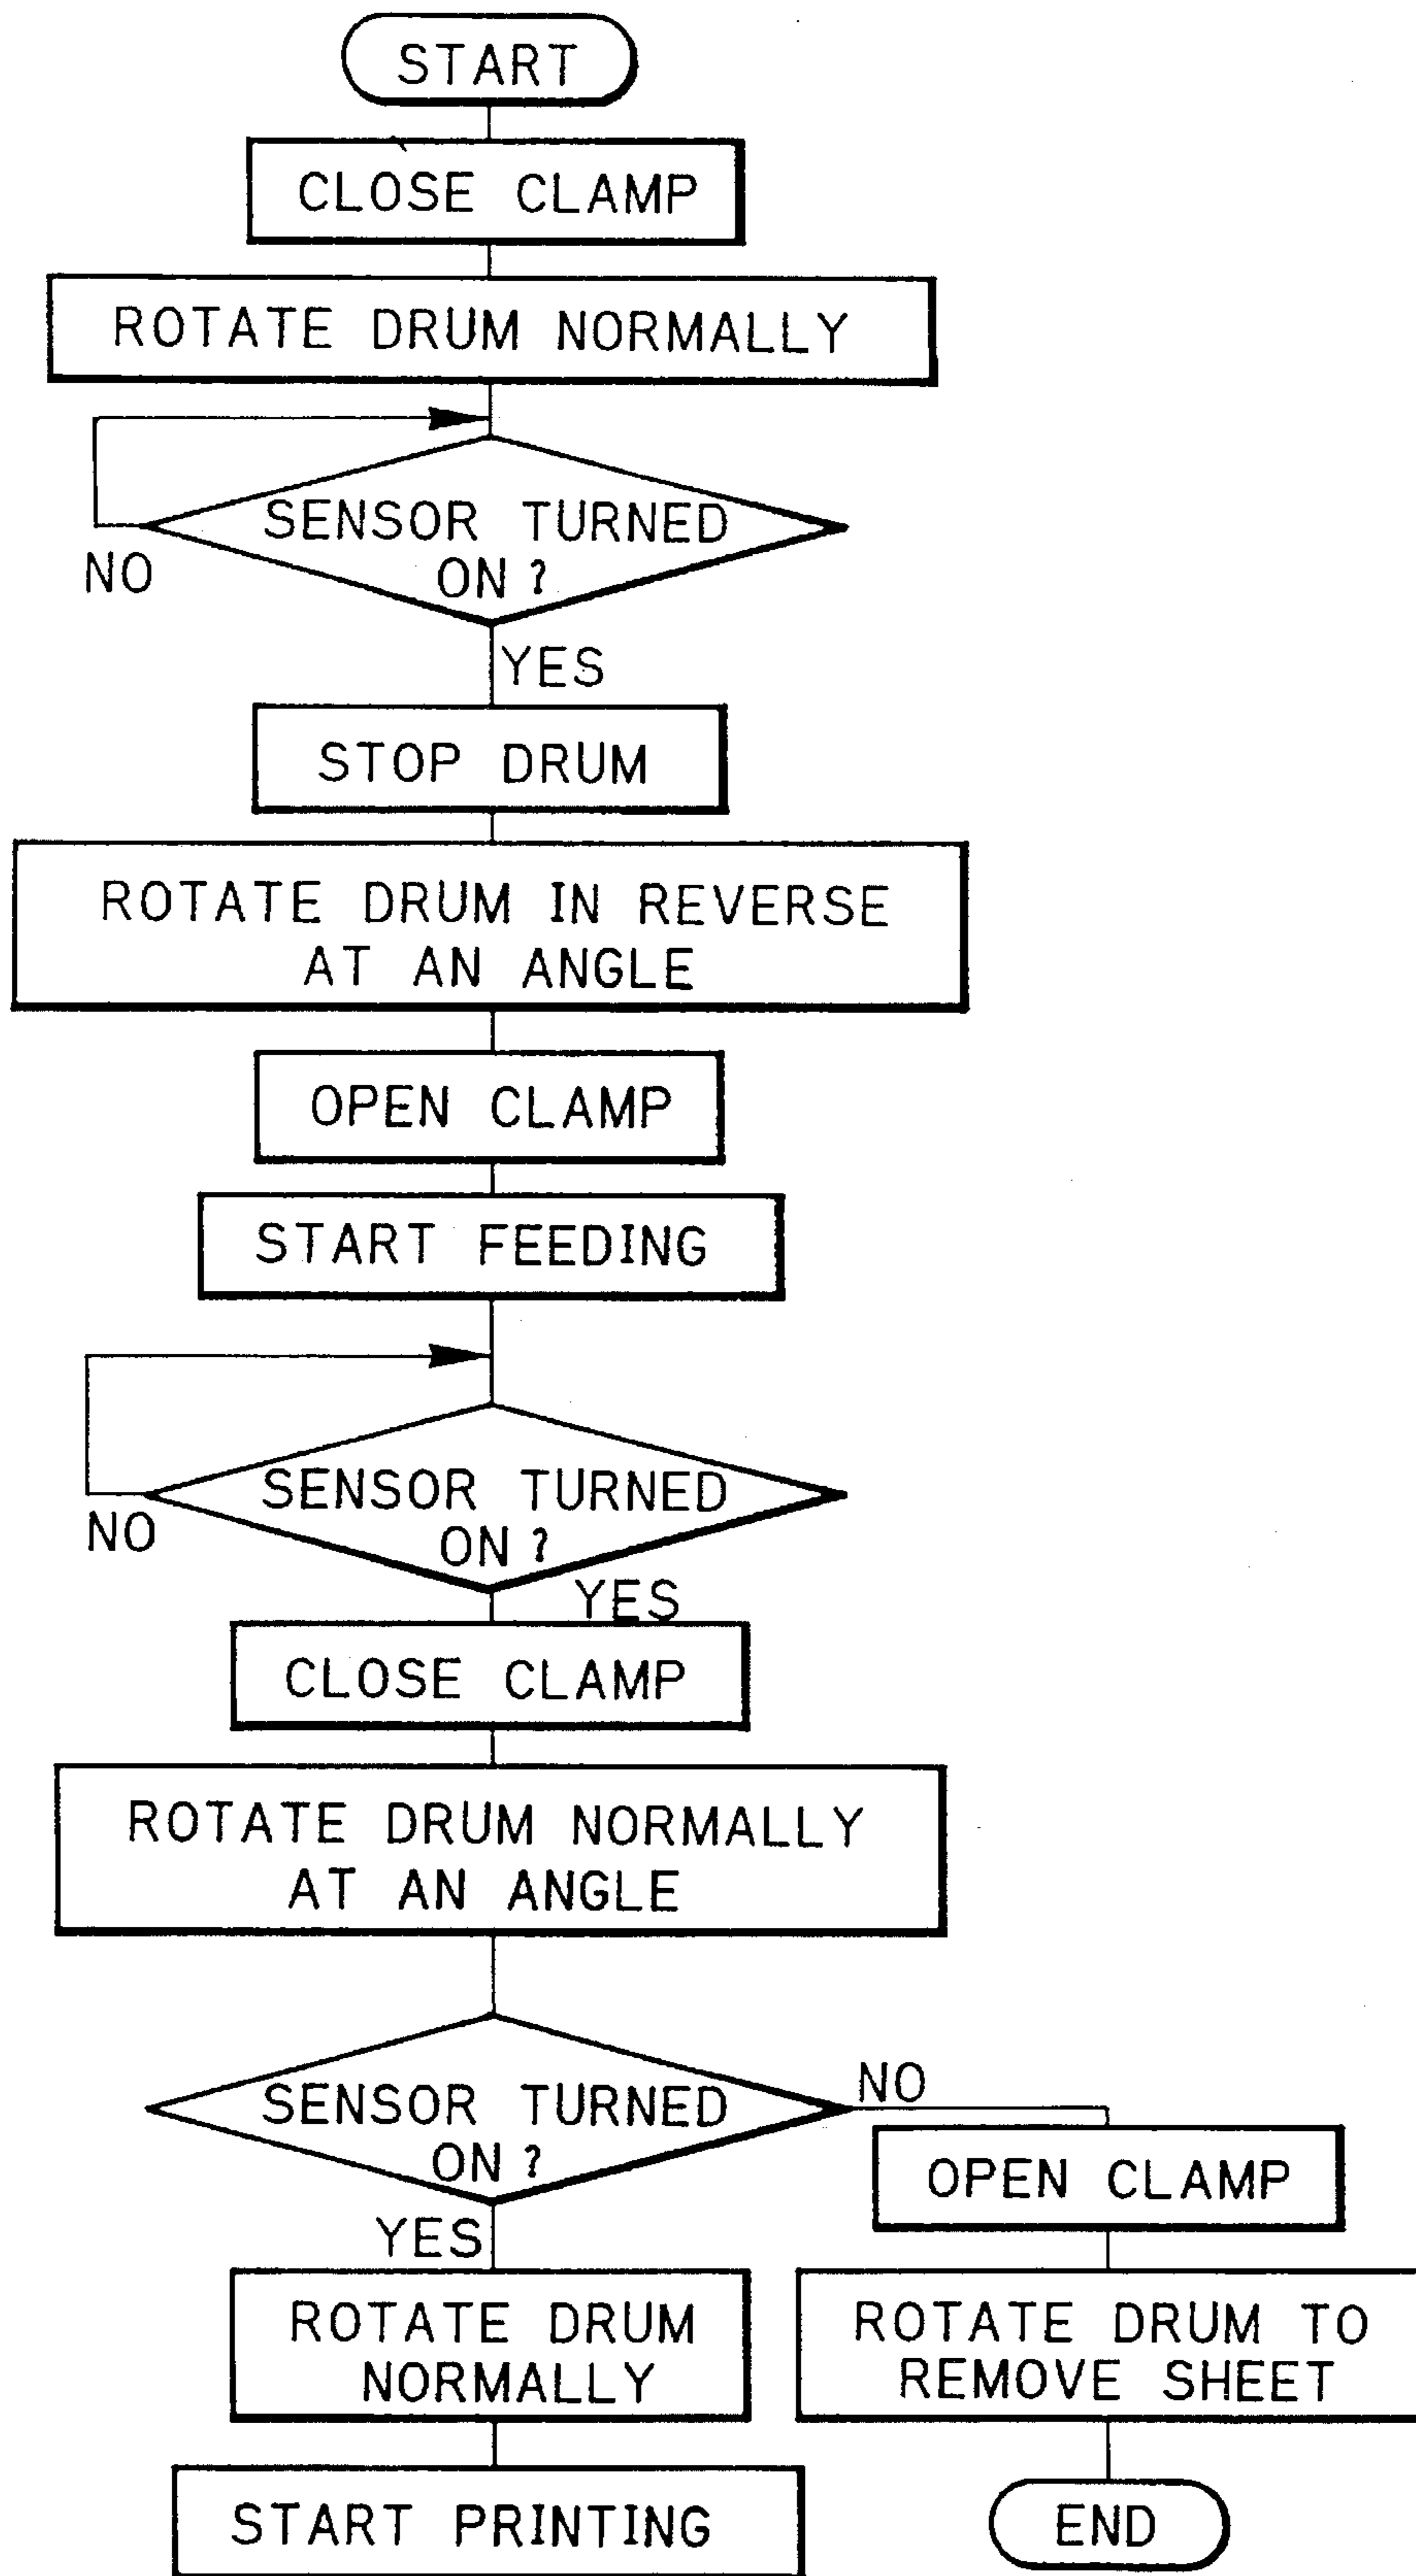 START
CLOSE CLAMP
ROTATE DRUM NORMALLY
SENSOR TURNED
ON ?
NO
YES
STOP DRUM
ROTATE DRUM IN REVERSE
AT AN ANGLE
OPEN CLAMP
START FEEDING
SENSOR TURNED
ON ?
NO
YES
CLOSE CLAMP
ROTATE DRUM NORMALLY
AT AN ANGLE
SENSOR TURNED
ON ?
NO
YES
OPEN CLAMP
ROTATE DRUM
NORMALLY
ROTATE DRUM TO
REMOVE SHEET
START PRINTING
END